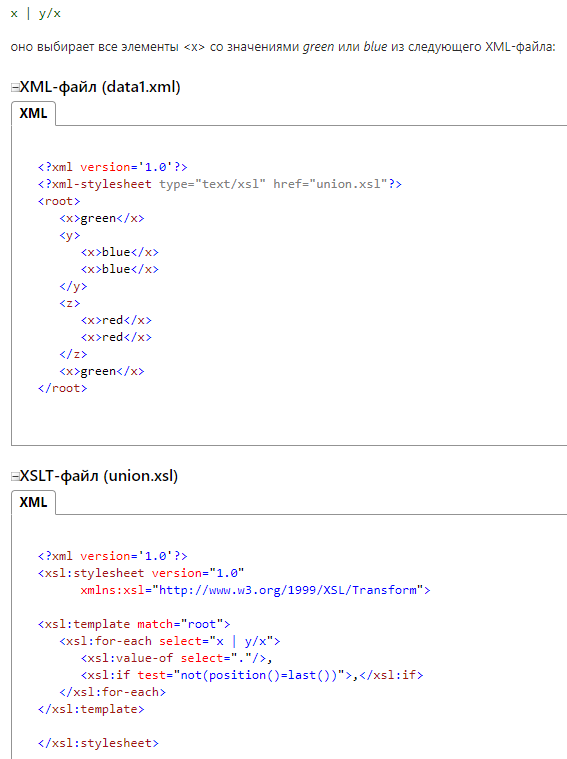 x | y/x
оно выбирает все элементы <x> со значениями green или blue из следующего XML-файла:
XML-файл (data1.xml)
XML
<?xml version='1.0'?>
<?xml-stylesheet type="text/xsl" href="union.xsl"?>
<root>
   <x>green</x>
   <y>
      <x>blue</x>
      <x>blue</x>
   </y>
   <z>
      <x>red</x>
      <x>red</x>
   </z>
   <x>green</x>
</root>
XSLT-файл (union.xsl)
XML
<?xml version='1.0'?>
<xsl:stylesheet version="1.0"
      xmlns:xsl="http://www.w3.org/1999/XSL/Transform">
<xsl:template match="root">
   <xsl:for-each select="x | y/x">
      <xsl:value-of select="."/>,
      <xsl:if test="not(position()=last())">,</xsl:if>
   </xsl:for-each>
</xsl:template>
</xsl:stylesheet>